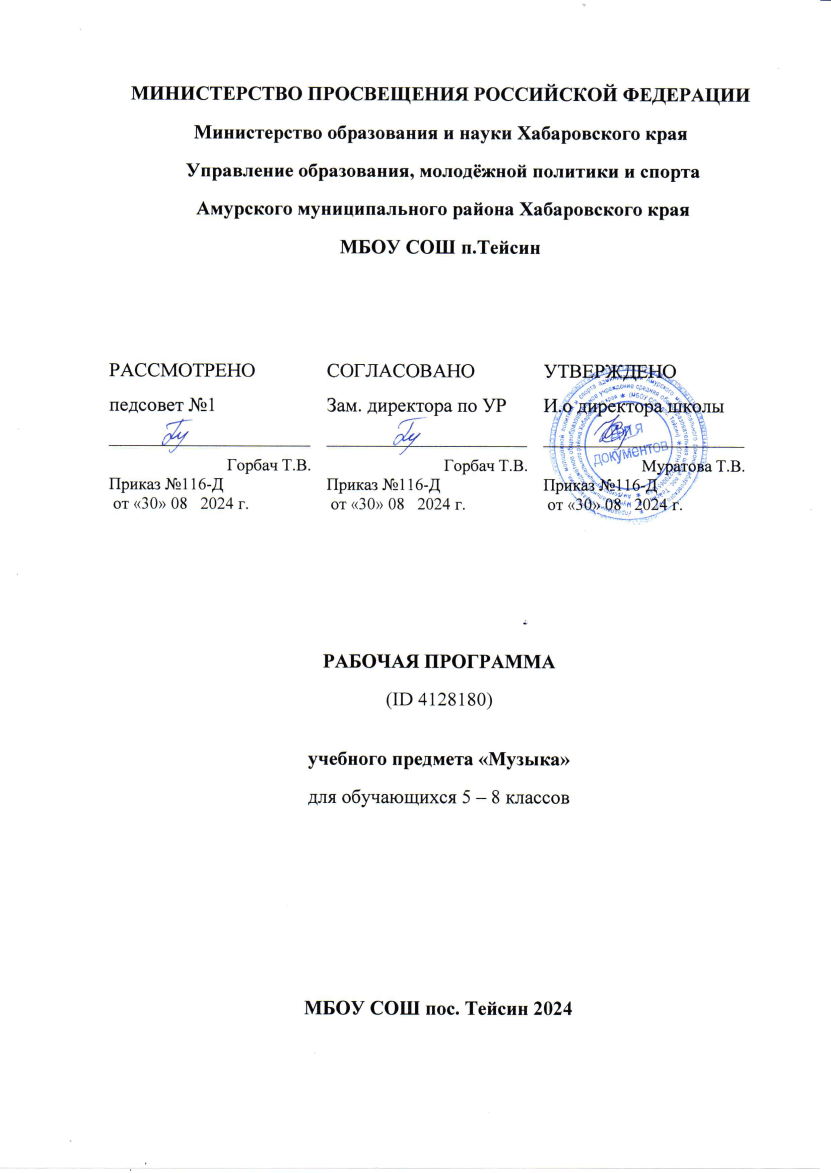 МИНИСТЕРСТВО ПРОСВЕЩЕНИЯ РОССИЙСКОЙ ФЕДЕРАЦИИ
Министерство образования и науки Хабаровского края
Управление образования, молодёжной политики и спорта
Амурского муниципального района Хабаровского края
МБОУ СОШ п.Тейсин
РАССМОТРЕНО
педсовет №1
Горбач Т.В.
Приказ №116-Д
от «30» 08 2024 г.
СОГЛАСОВАНО
Зам. директора по УР
Горбач Т.В.
Приказ №116-Д
от «30» 08 2024 г.
УТВЕРЖДЕНО
И.о директора школы
Муратова Т.В.
Приказ №116-Д
от «30» 08 2024 г.
для
документов
РАБОЧАЯ ПРОГРАММА
(ID 4128180)
учебного предмета «Музыка»
для обучающихся 5 – 8 классов
МБОУ СОШ пос. Тейсин 2024